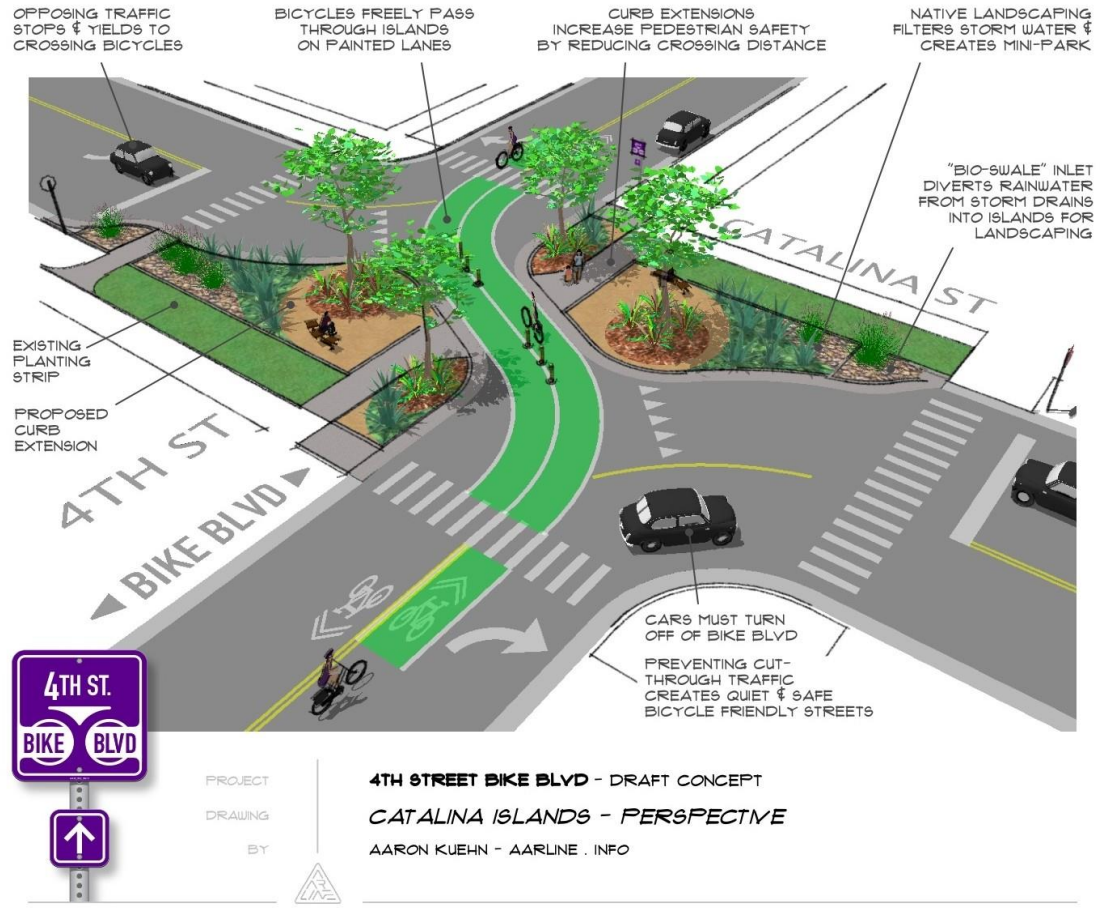 OPPOSING TRAFFIC
STOPS & YIELDS TO
CROSSING BICYCLES
BICYCLES FREELY PASS
THROUGH ISLANDS
ON PAINTED LANES
CURB EXTENSIONS
INCREASE PEDESTRIAN SAFETY
BY REDUCING CROSSING DISTANCE
NATIVE LANDSCAPING
FILTERS STORM WATER &
CREATES MINI-PARK
"BIO-SWALE" INLET
DIVERTS RAINWATER
FROM STORM DRAINS
INTO ISLANDS FOR
LANDSCAPING
CATALINA ST
EXISTING
PLANTING
STRIP
PROPOSED
CURB
EXTENSION
4TH ST
BIKE BLVD
CARS MUST TURN
OFF OF BIKE BLVD
PREVENTING CUT-
THROUGH TRAFFIC
CREATES QUIET & SAFE
BICYCLE FRIENDLY STREETS
4TH ST.
BIKE BLVD
PROJECT
4TH STREET BIKE BLVD - DRAFT CONCEPT
DRAWING
CATALINA ISLANDS - PERSPECTIVE
BY
AARON KUEHN - AARLINE . INFO